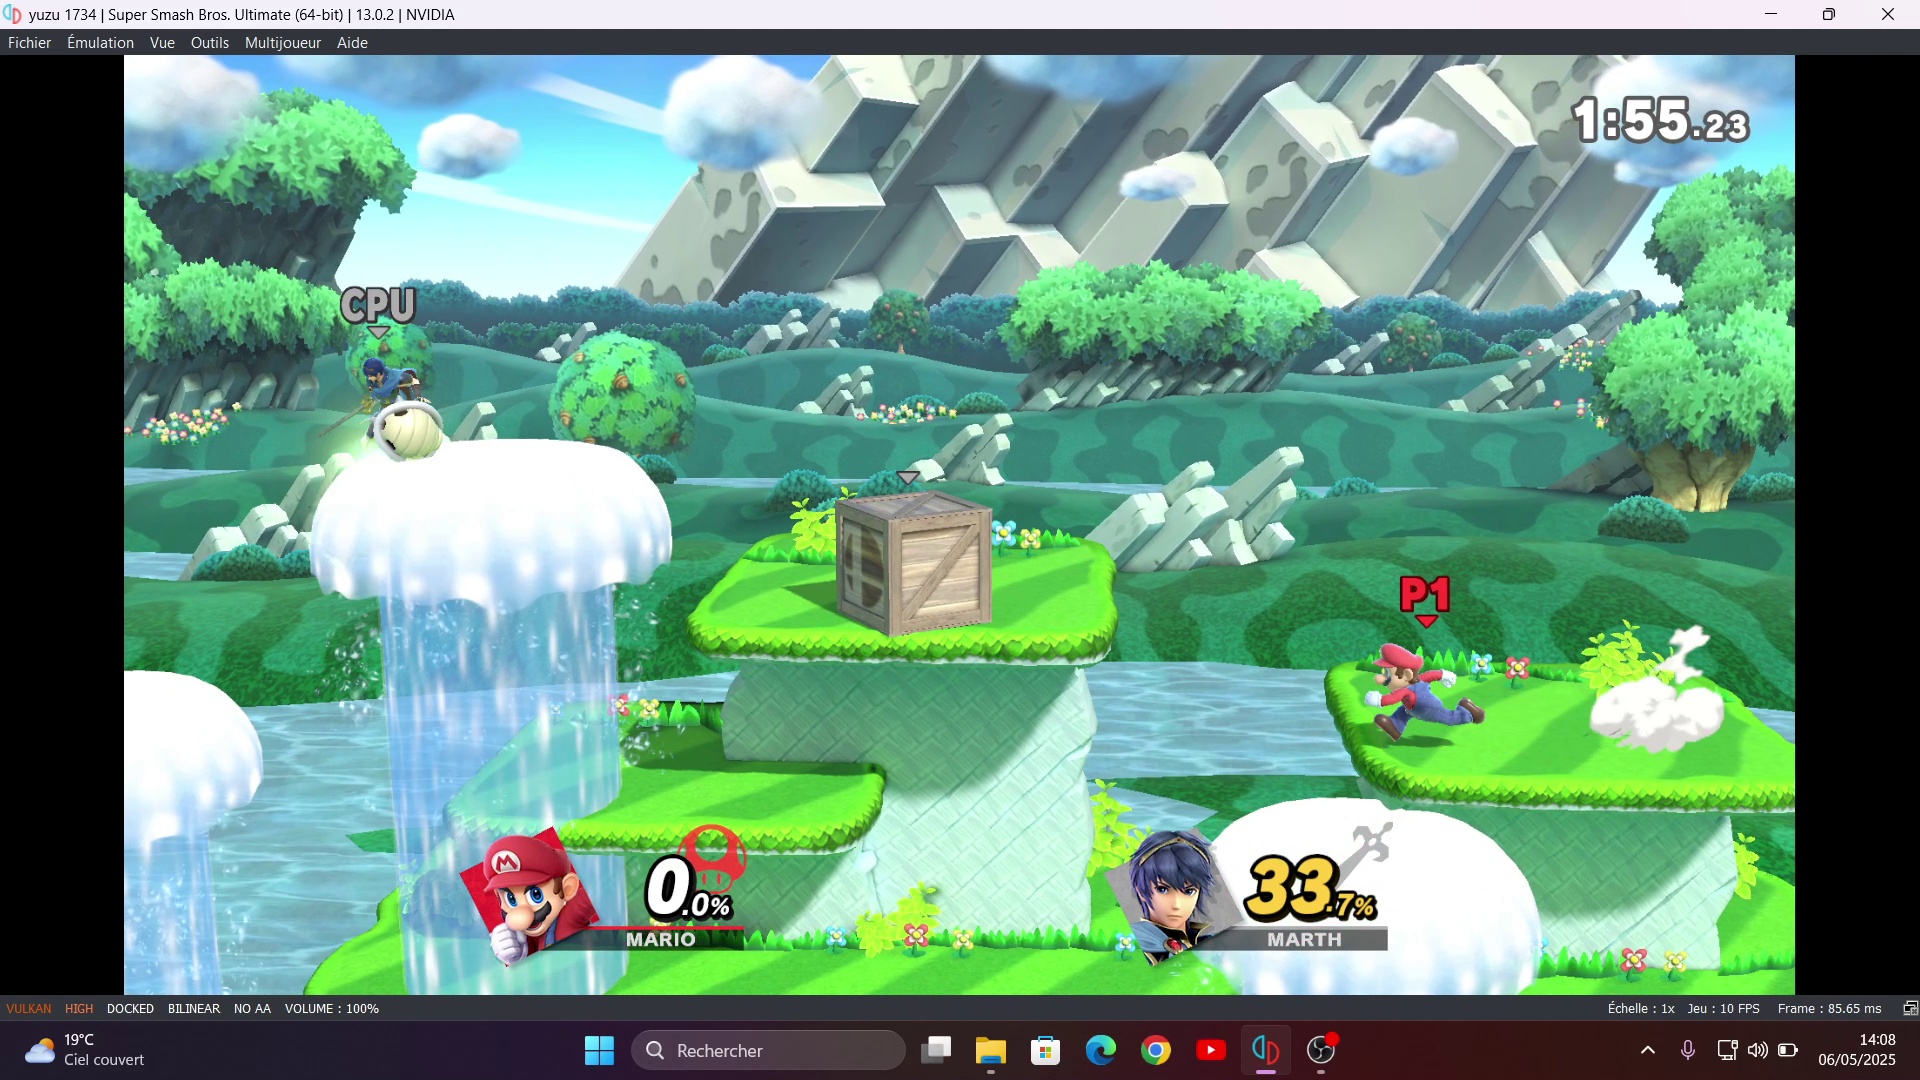 yuzu 1734 | Super Smash Bros. Ultimate (64-bit) | 13.0.2 | NVIDIA
Fichier Émulation Vue Outils Multijoueur Aide
1:55.23
CPU
P1
M
0.0%
MARIO
33.7%
MARTH
VULKAN HIGH DOCKED BILINEAR NO AA VOLUME : 100% Échelle : 1x Jeu : 10 FPS Frame : 85.65 ms
19°C
Ciel couvert
Rechercher
14:08
06/05/2025